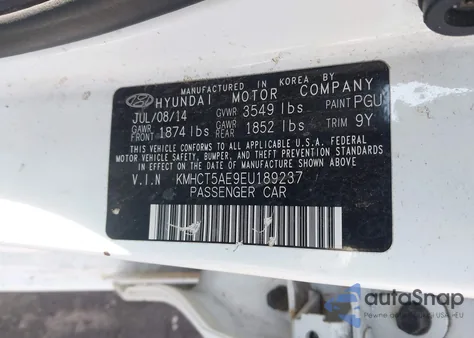 MANUFACTURED IN KOREA BY
HYUNDAI MOTOR COMPANY
JUL/08/14 GVWR 3549 lbs PAINT PGU
GAWR FRONT 1874 lbs GAWR REAR 1852 lbs TRIM 9Y
THIS VEHICLE CONFORMS TO ALL APPLICABLE U.S.A FEDERAL
MOTOR VEHICLE SAFETY, BUMPER, AND THEFT PREVENTION STANDARDS
IN EFFECT ON THE DATE OF MANUFACTURE SHOWN ABOVE.
V.I.N KMHCT5AE9EU189237
PASSENGER CAR
autoSnap